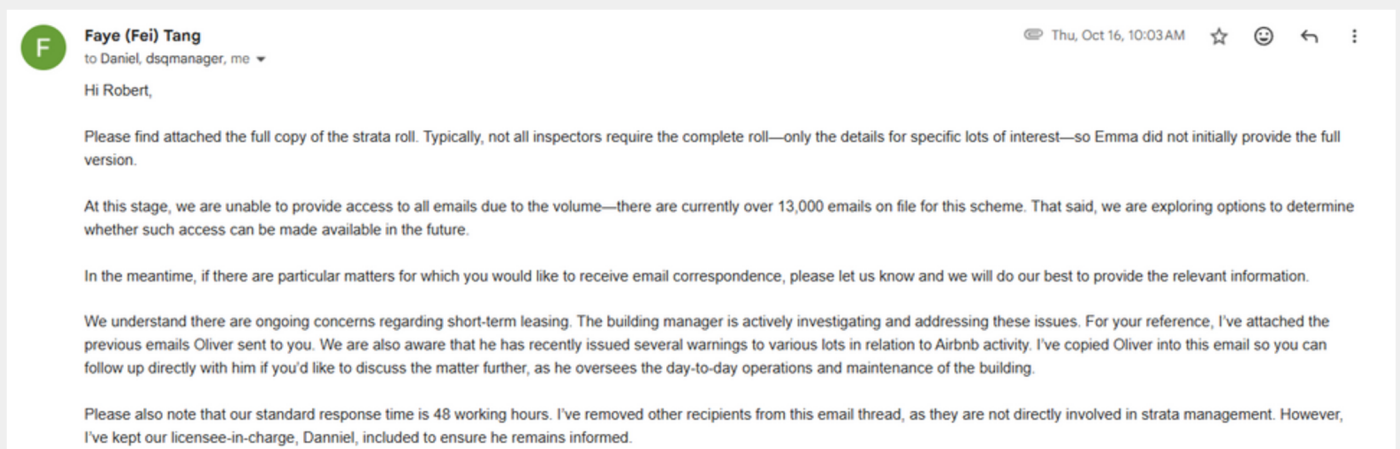 F
Faye (Fei) Tang
Thu, Oct 16, 10:03 AM
to Daniel, dsqmanager, me
Hi Robert,
Please find attached the full copy of the strata roll. Typically, not all inspectors require the complete roll—only the details for specific lots of interest—so Emma did not initially provide the full
version.
At this stage, we are unable to provide access to all emails due to the volume—there are currently over 13,000 emails on file for this scheme. That said, we are exploring options to determine
whether such access can be made available in the future.
In the meantime, if there are particular matters for which you would like to receive email correspondence, please let us know and we will do our best to provide the relevant information.
We understand there are ongoing concerns regarding short-term leasing. The building manager is actively investigating and addressing these issues. For your reference, I've attached the
previous emails Oliver sent to you. We are also aware that he has recently issued several warnings to various lots in relation to Airbnb activity. I've copied Oliver into this email so you can
follow up directly with him if you'd like to discuss the matter further, as he oversees the day-to-day operations and maintenance of the building.
Please also note that our standard response time is 48 working hours. I've removed other recipients from this email thread, as they are not directly involved in strata management. However,
I've kept our licensee-in-charge, Danniel, included to ensure he remains informed.